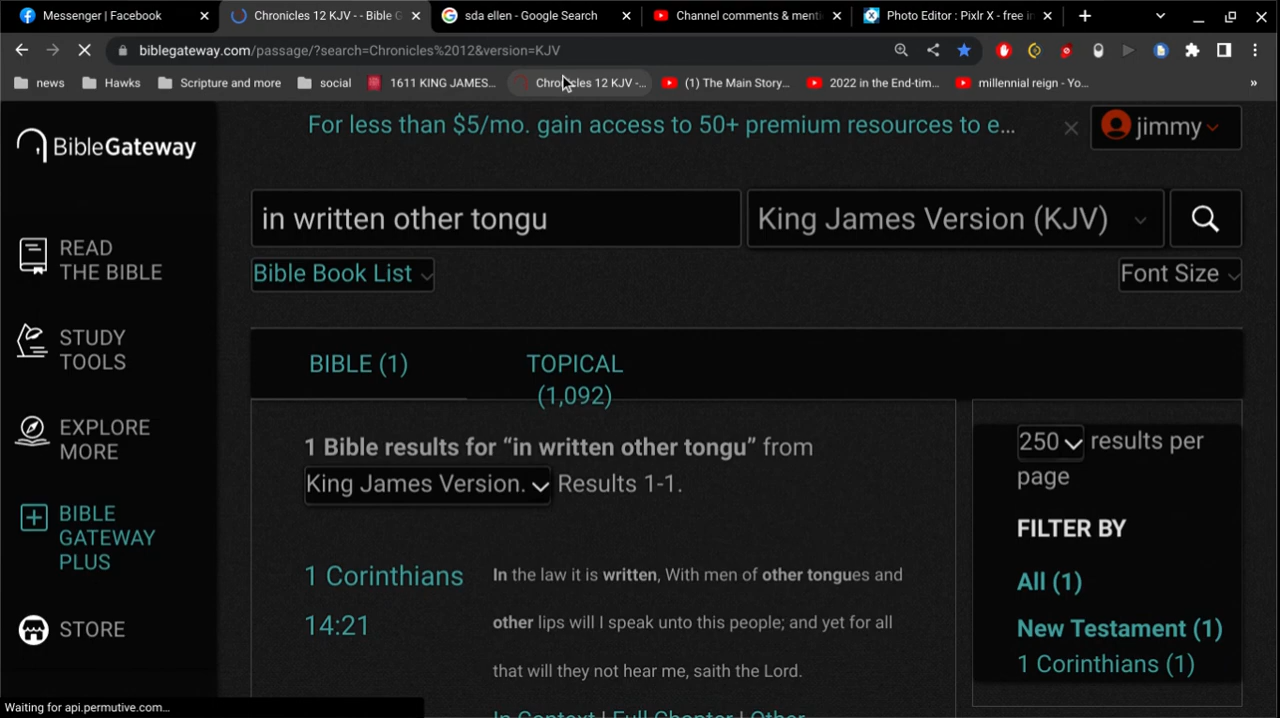 Messenger | Facebook
Chronicles 12 KJV - - Bible G
sda ellen - Google Search
Channel comments & menti
Photo Editor : Pixlr X - free i
biblegateway.com/passage/?search=Chronicles%2012&version=KJV
news
Hawks
Scripture and more
social
1611 KING JAMES...
Chronicles 12 KJV -...
(1) The Main Story...
2022 in the End-tim...
millennial reign - Yo...
»
For less than $5/mo. gain access to 50+ premium resources to e...
jimmy
BibleGateway
in written other tongu
King James Version (KJV)
Bible Book List
Font Size
READ
THE BIBLE
STUDY
TOOLS
EXPLORE
MORE
BIBLE
GATEWAY
PLUS
STORE
BIBLE (1)
TOPICAL
(1,092)
1 Bible results for “in written other tongu” from
King James Version. Results 1-1.
1 Corinthians
14:21
In the law it is written, With men of other tongues and
other lips will I speak unto this people; and yet for all
that will they not hear me, saith the Lord.
In Context | Full Chapter | Other
250 results per
page
FILTER BY
All (1)
New Testament (1)
1 Corinthians (1)
Waiting for api.permutive.com...